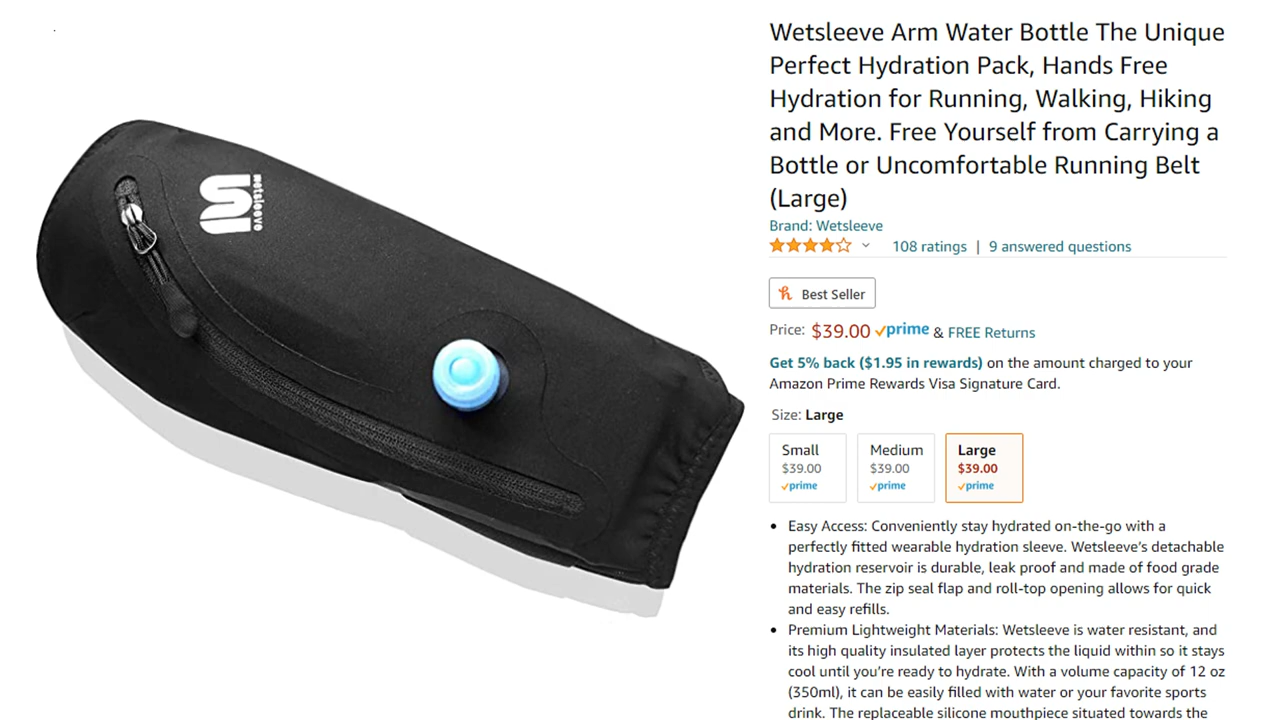 wetsleeve
Wetsleeve Arm Water Bottle The Unique
Perfect Hydration Pack, Hands Free
Hydration for Running, Walking, Hiking
and More. Free Yourself from Carrying a
Bottle or Uncomfortable Running Belt
(Large)
Brand: Wetsleeve
108 ratings | 9 answered questions
Best Seller
Price: $39.00 prime & FREE Returns
Get 5% back ($1.95 in rewards) on the amount charged to your
Amazon Prime Rewards Visa Signature Card.
Size: Large
Small Medium Large
$39.00 $39.00 $39.00
prime prime prime
• Easy Access: Conveniently stay hydrated on-the-go with a
perfectly fitted wearable hydration sleeve. Wetsleeve's detachable
hydration reservoir is durable, leak proof and made of food grade
materials. The zip seal flap and roll-top opening allows for quick
and easy refills.
• Premium Lightweight Materials: Wetsleeve is water resistant, and
its high quality insulated layer protects the liquid within so it stays
cool until you're ready to hydrate. With a volume capacity of 12 oz
(350ml), it can be easily filled with water or your favorite sports
drink. The replaceable silicone mouthpiece situated towards the